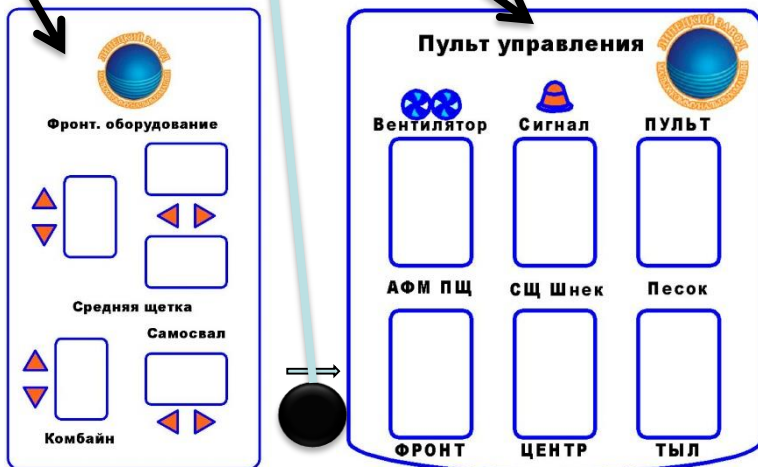 Фронт. оборудование
Средняя щетка
Самосвал
Комбайн
Пульт управления
Вентилятор Сигнал ПУЛЬТ
АФМ ПЩ СЩ Шнек Песок
ФРОНТ ЦЕНТР ТЫЛ